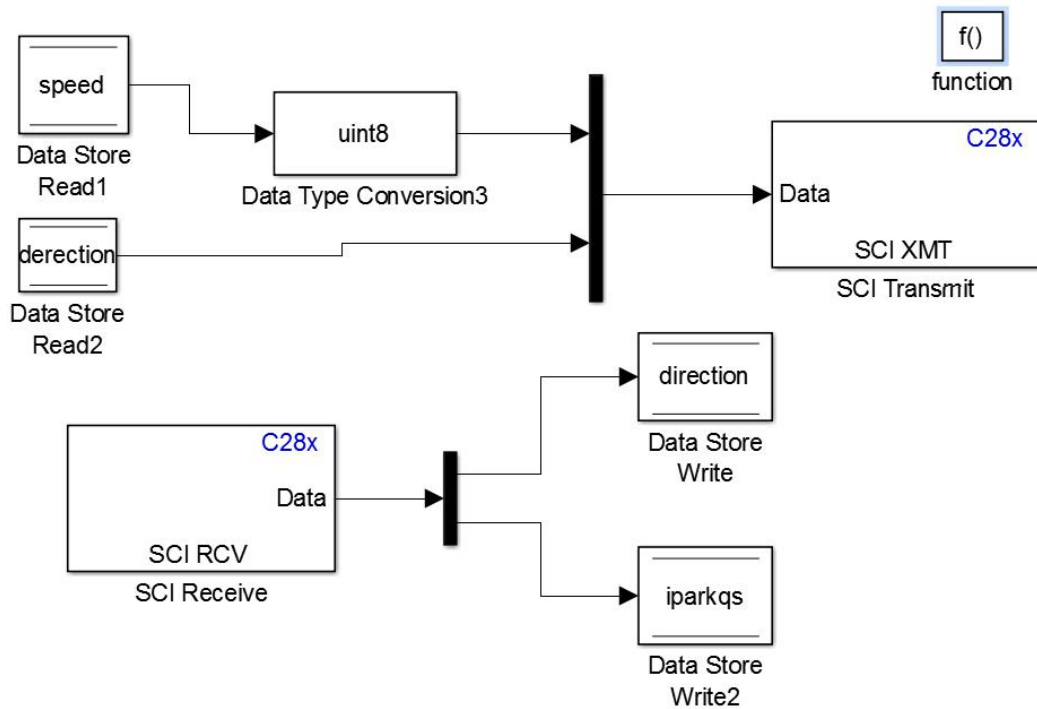 f()
function
speed
Data Store
Read1
uint8
Data Type Conversion3
C28x
Data
SCI XMT
SCI Transmit
derection
Data Store
Read2
direction
Data Store
Write
C28x
Data
SCI RCV
SCI Receive
iparkqs
Data Store
Write2